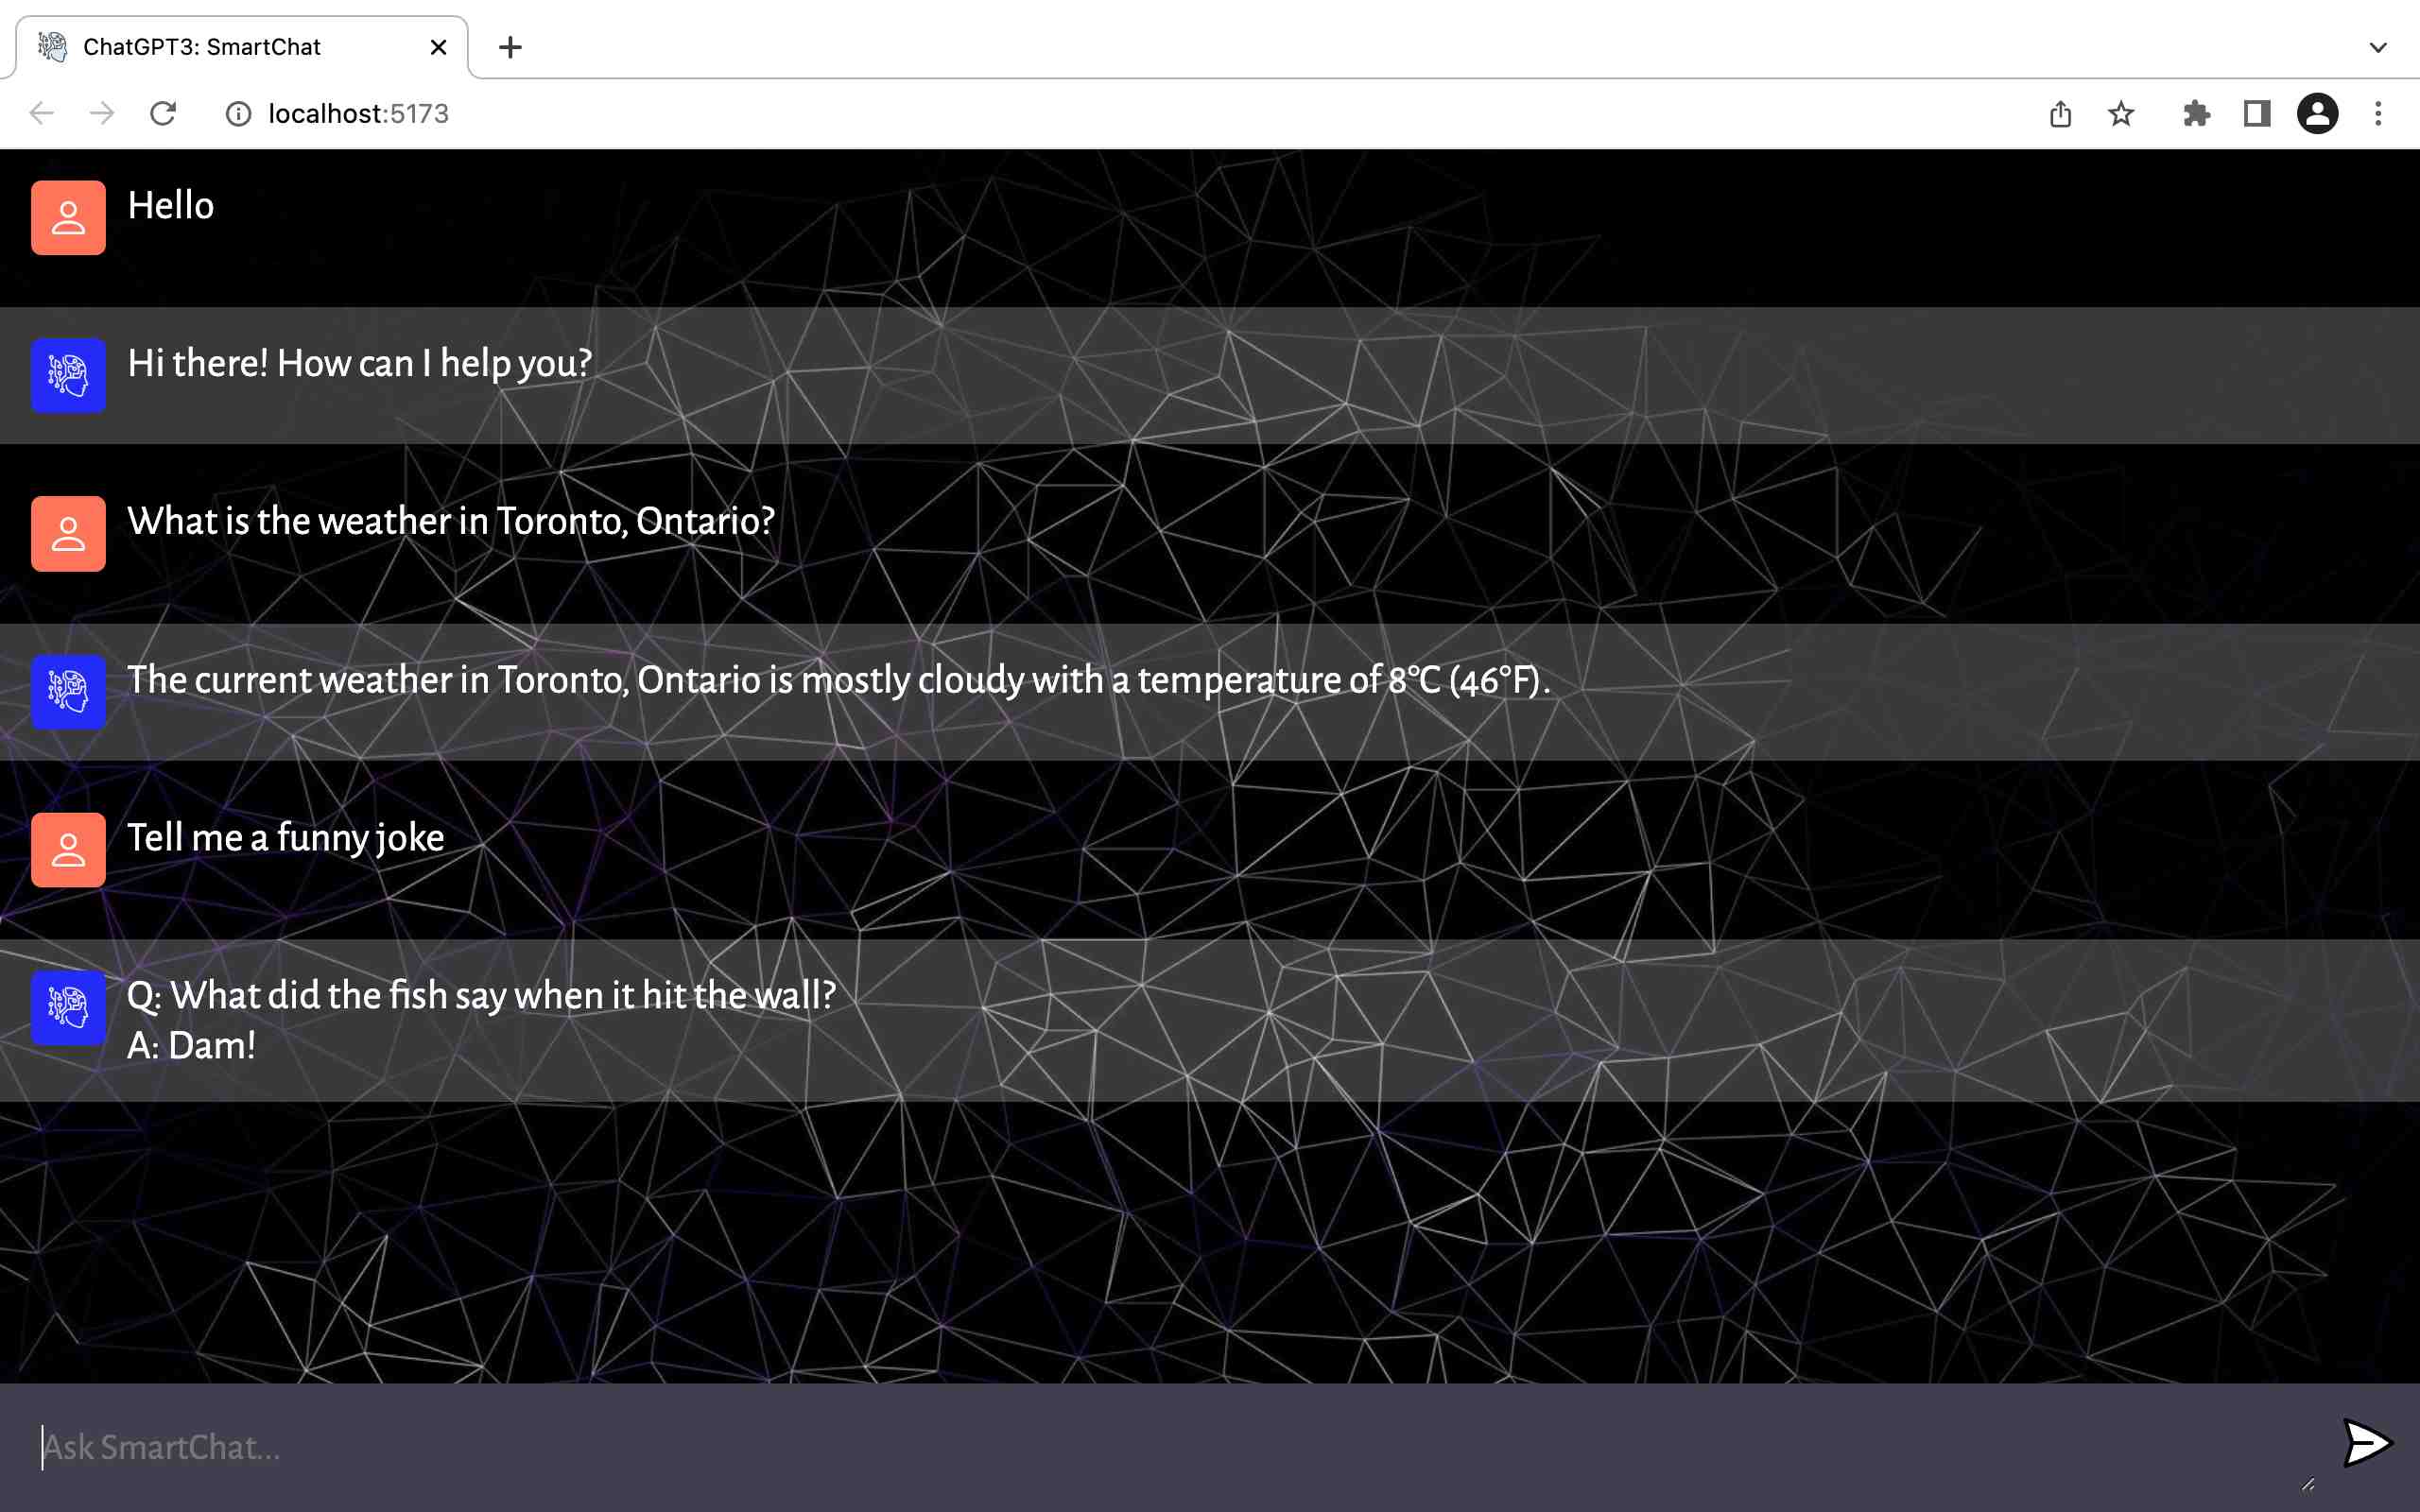 ChatGPT3: SmartChat
localhost:5173
Hello
Hi there! How can I help you?
What is the weather in Toronto, Ontario?
The current weather in Toronto, Ontario is mostly cloudy with a temperature of 8°C (46°F).
Tell me a funny joke
Q: What did the fish say when it hit the wall?
A: Dam!
Ask SmartChat...